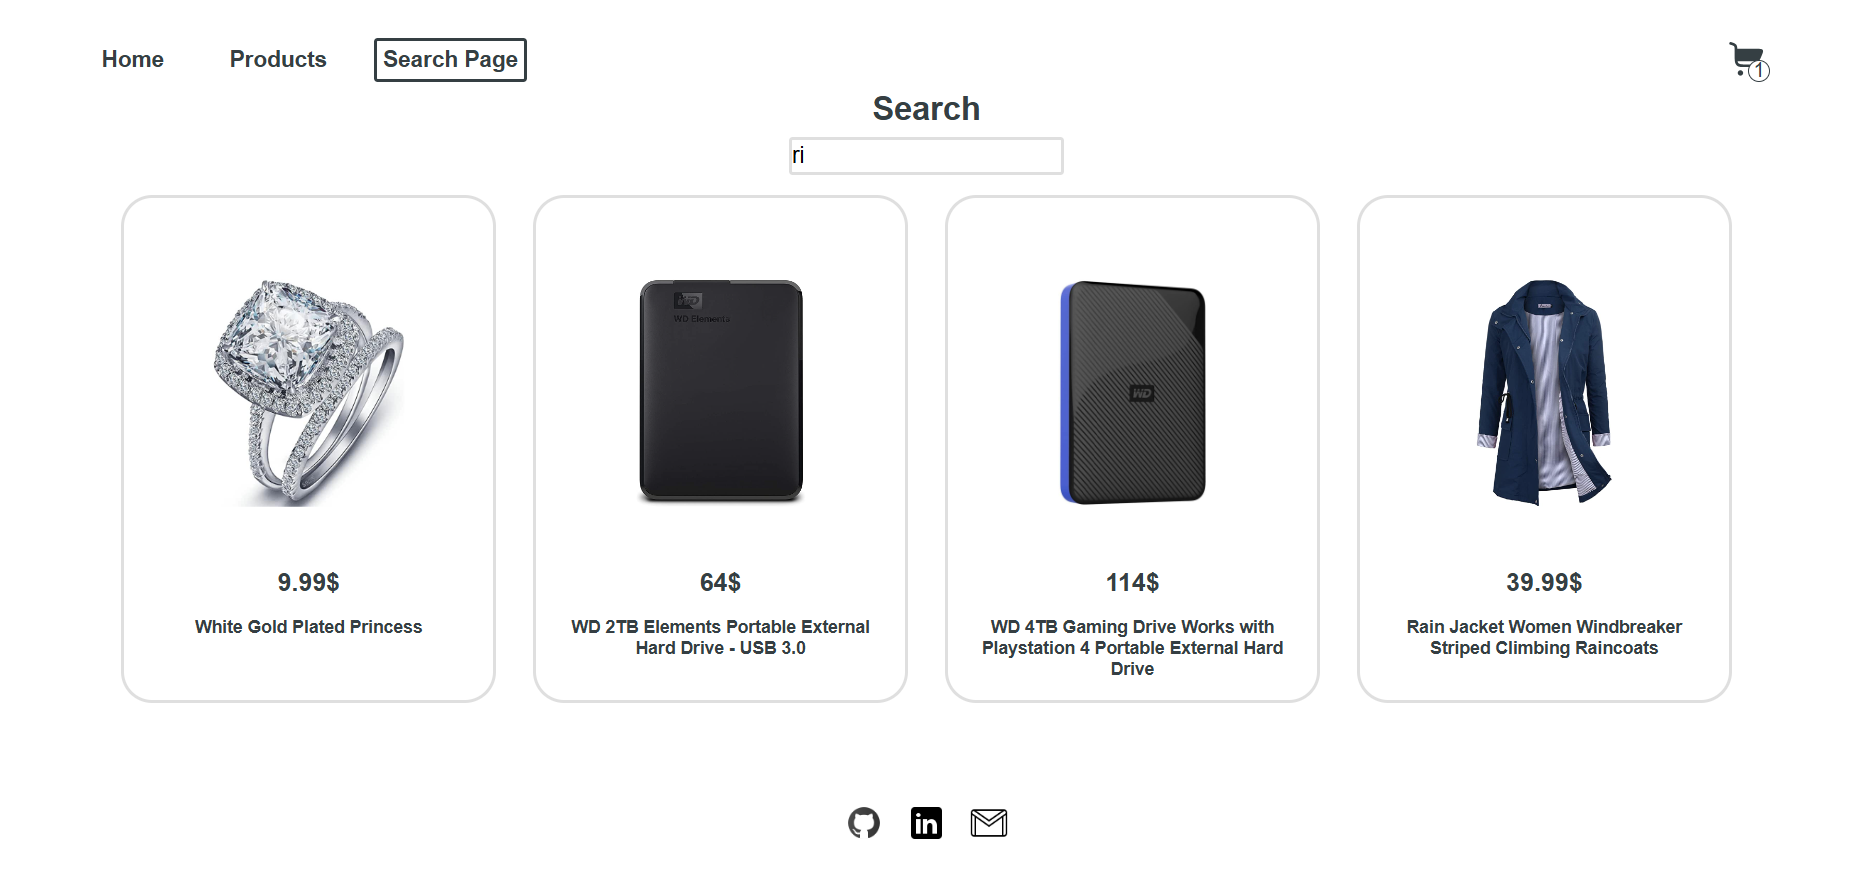 Home Products Search Page 1
Search
ri
9.99$
White Gold Plated Princess
WD
WD Elements
64$
WD 2TB Elements Portable External
Hard Drive - USB 3.0
WD
114$
WD 4TB Gaming Drive Works with
Playstation 4 Portable External Hard
Drive
39.99$
Rain Jacket Women Windbreaker
Striped Climbing Raincoats
in